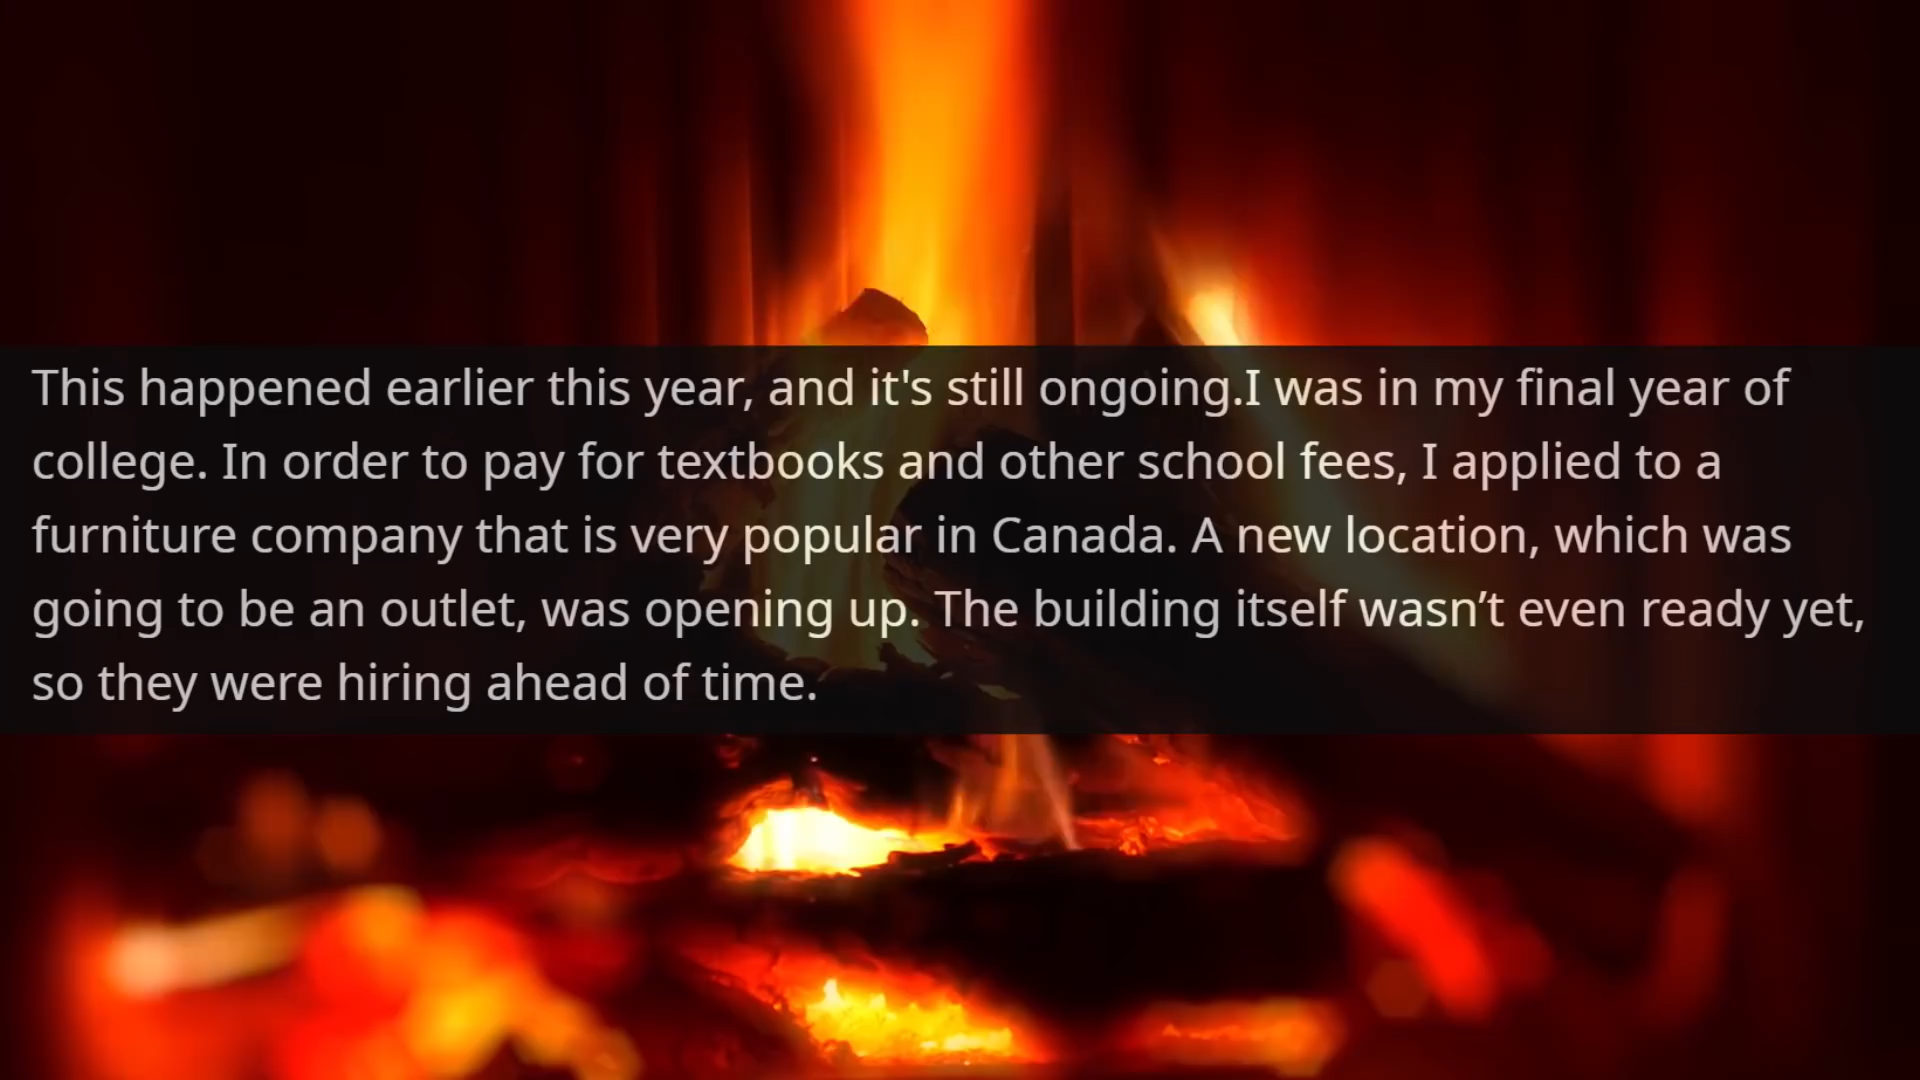 This happened earlier this year, and it's still ongoing.I was in my final year of
college. In order to pay for textbooks and other school fees, I applied to a
furniture company that is very popular in Canada. A new location, which was
going to be an outlet, was opening up. The building itself wasn’t even ready yet,
so they were hiring ahead of time.